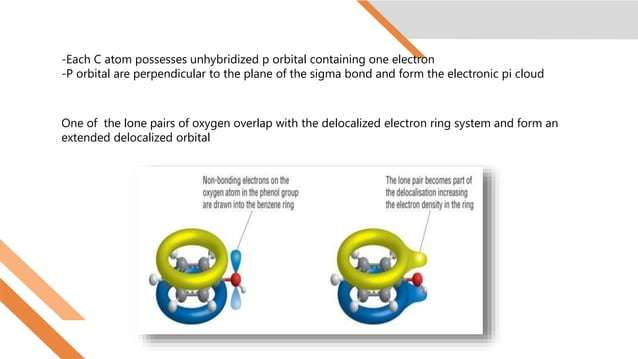 -Each C atom possesses unhybridized p orbital containing one electron
-P orbital are perpendicular to the plane of the sigma bond and form the electronic pi cloud
One of  the lone pairs of oxygen overlap with the delocalized electron ring system and form an
extended delocalized orbital
Non-bonding electrons on the
oxygen atom in the phenol group
are drawn into the benzene ring
The lone pair becomes part of
the delocalisation increasing
the electron density in the ring